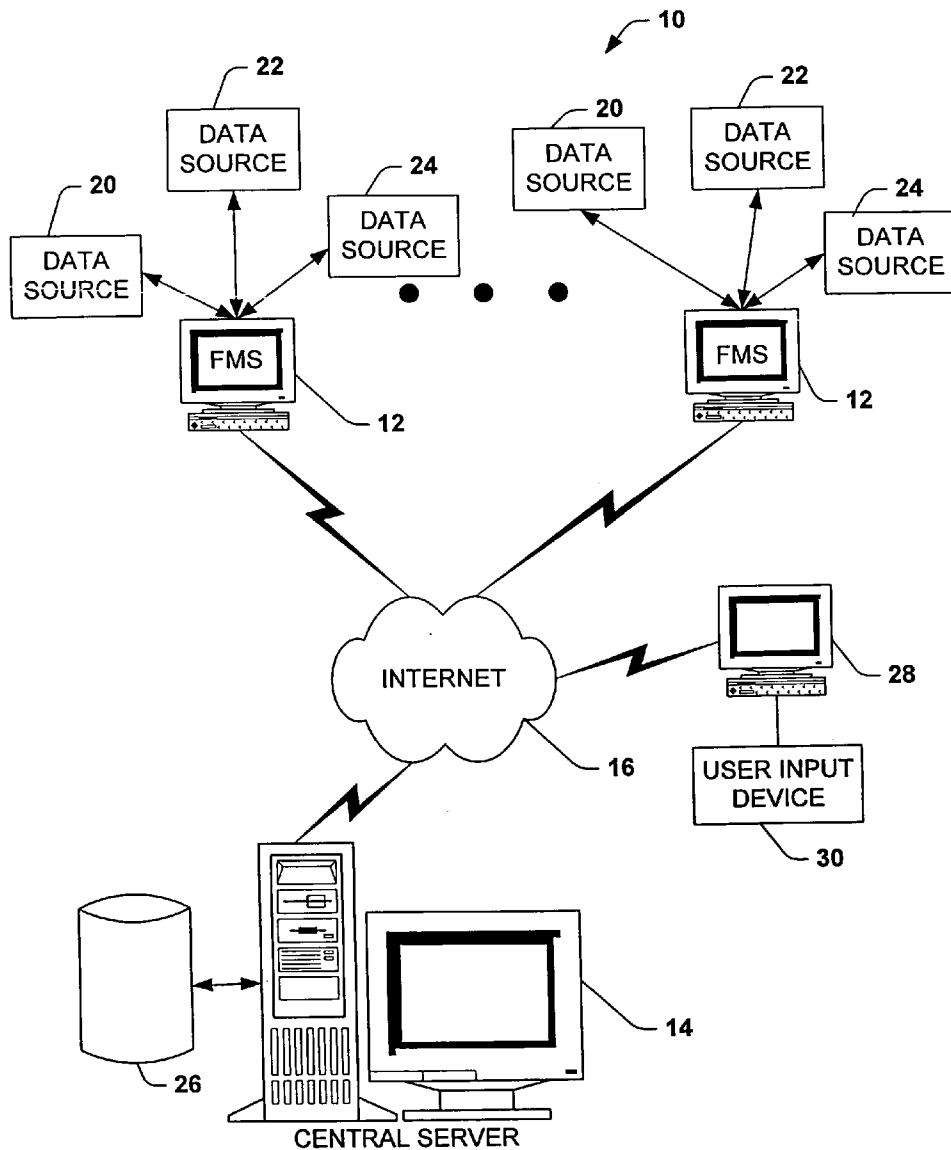 10
22
20
22
DATA
SOURCE
20
DATA
SOURCE
24
DATA
SOURCE
24
DATA
SOURCE
DATA
SOURCE
DATA
SOURCE
FMS
FMS
12
12
INTERNET
28
16
USER INPUT
DEVICE
30
14
26
CENTRAL SERVER